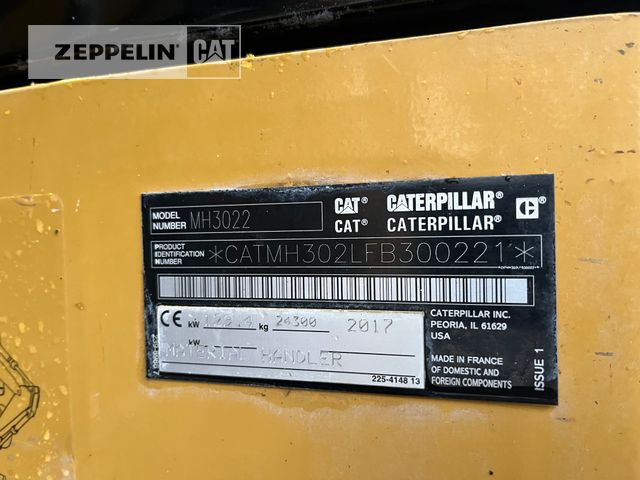 ZEPPELIN CAT
MODEL NUMBER MH3022
CAT® CATERPILLAR®
CAT® CATERPILLAR®
PRODUCT IDENTIFICATION NUMBER *CATMH302LFB300221*
CE kW kg 24300 2017
kW
MATERIAL HANDLER
225-4148 13
CATERPILLAR INC.
PEORIA, IL 61629
USA
MADE IN FRANCE
OF DOMESTIC AND
FOREIGN COMPONENTS
ISSUE 1